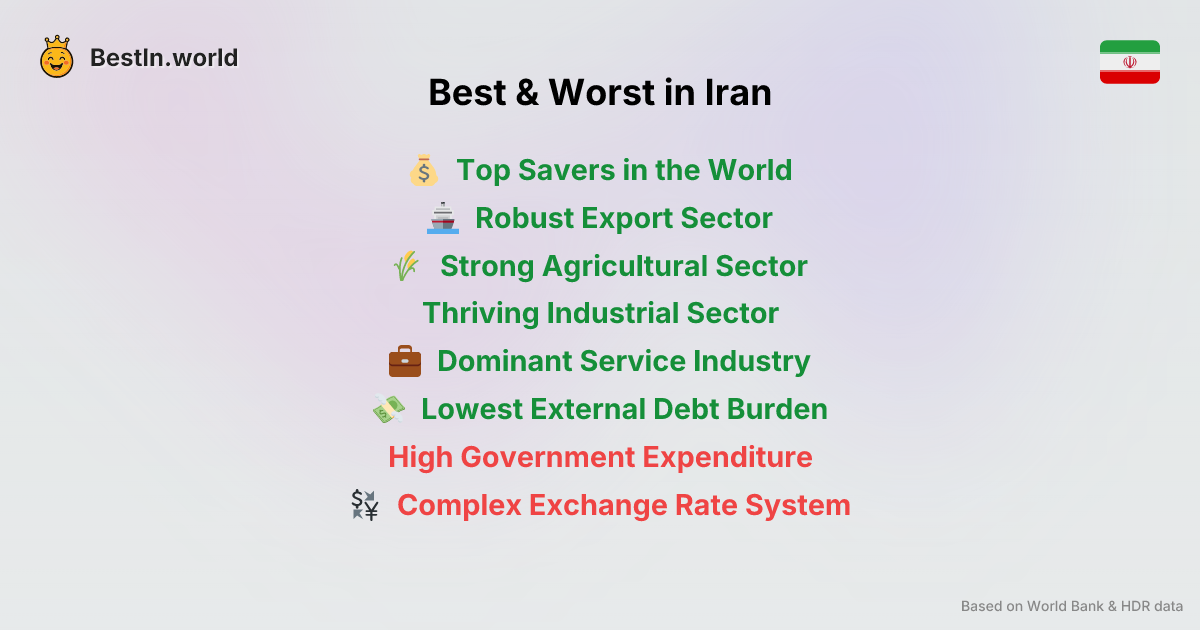 BestIn.world
Best & Worst in Iran
Top Savers in the World
Robust Export Sector
Strong Agricultural Sector
Thriving Industrial Sector
Dominant Service Industry
Lowest External Debt Burden
High Government Expenditure
Complex Exchange Rate System
Based on World Bank & HDR data